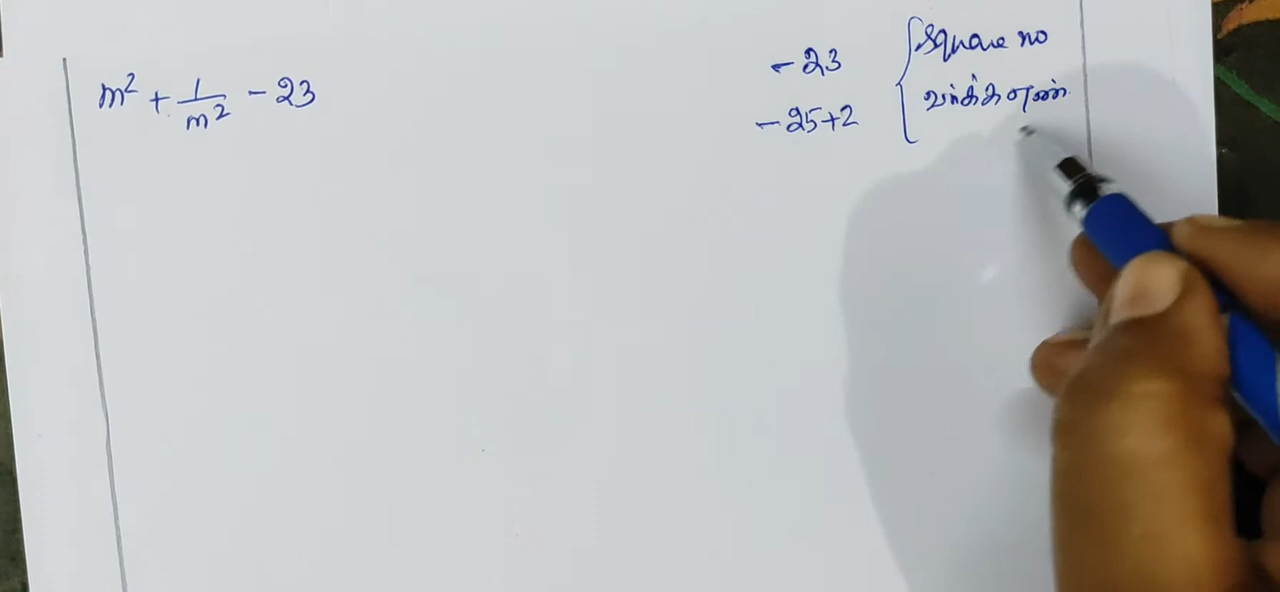 m² + 1/m² - 23
- 23
- 25+2
Square no
வர்க்க எண்